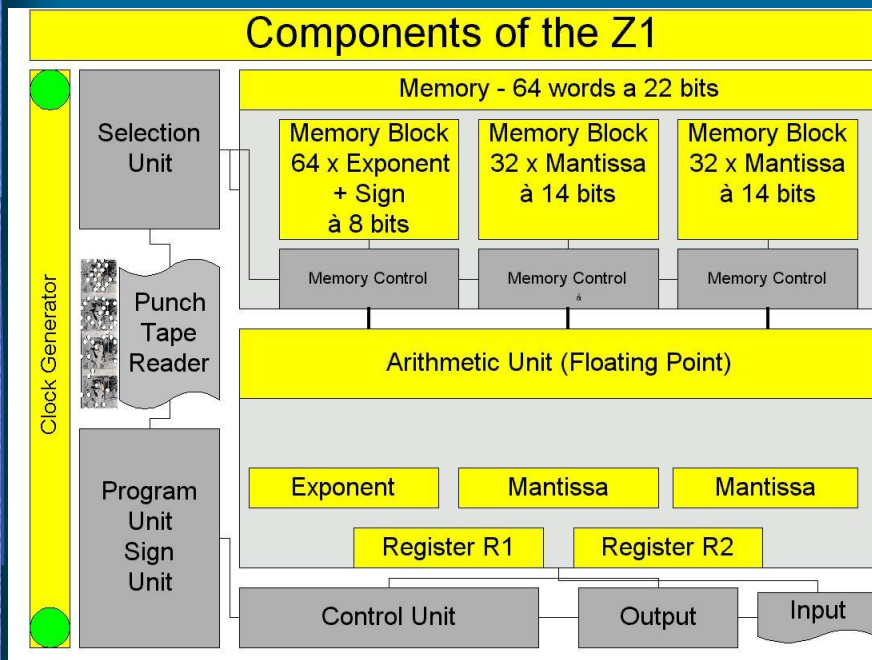 Components of the Z1
Clock Generator
Selection
Unit
Punch
Tape
Reader
Program
Unit
Sign
Unit
Memory - 64 words a 22 bits
Memory Block
64 x Exponent
+ Sign
à 8 bits
Memory Block
32 x Mantissa
à 14 bits
Memory Block
32 x Mantissa
à 14 bits
Memory Control
Memory Control
à
Memory Control
Arithmetic Unit (Floating Point)
Exponent
Mantissa
Mantissa
Register R1
Register R2
Control Unit
Output
Input